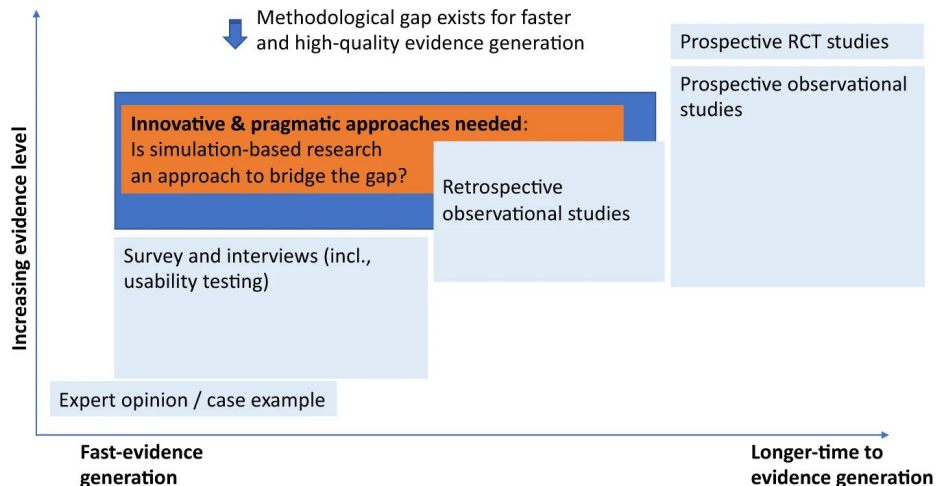 Methodological gap exists for faster
and high-quality evidence generation
Prospective RCT studies
Prospective observational
studies
Innovative & pragmatic approaches needed:
Is simulation-based research
an approach to bridge the gap?
Retrospective
observational studies
Survey and interviews (incl.,
usability testing)
Expert opinion / case example
Increasing evidence level
Fast-evidence
generation
Longer-time to
evidence generation